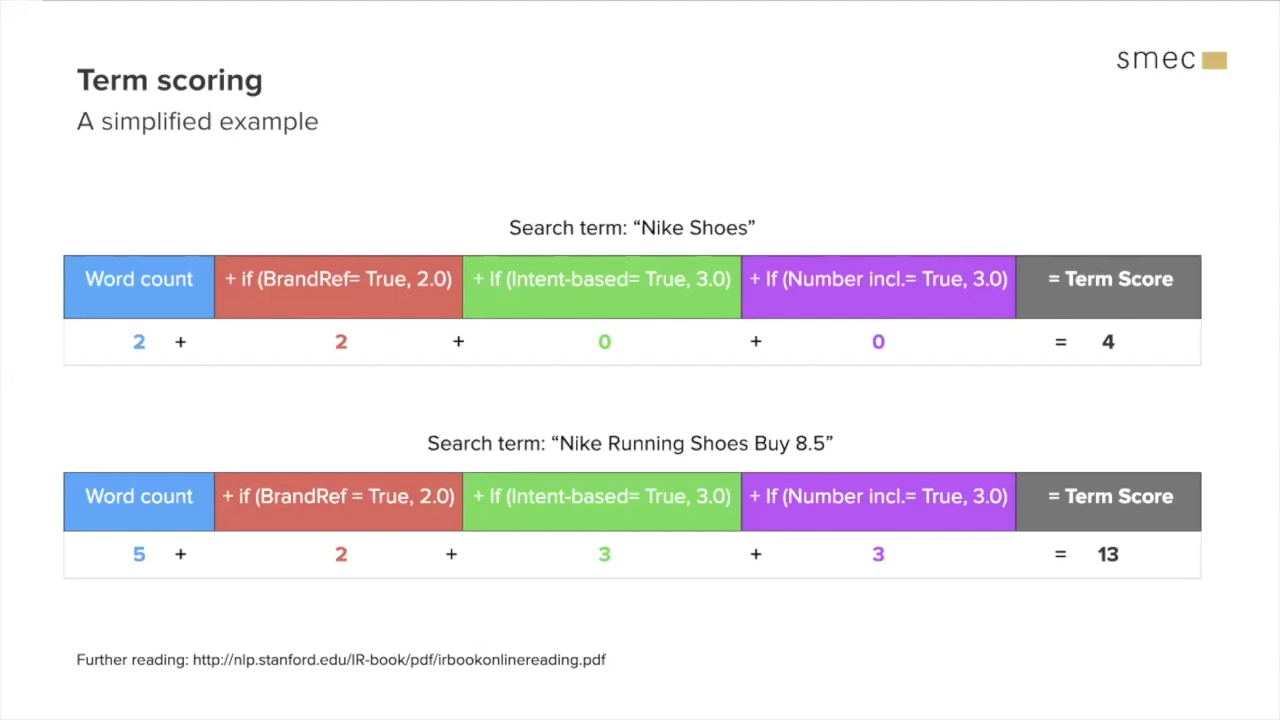 smec
Term scoring
A simplified example
Search term: “Nike Shoes”
Word count + if (BrandRef= True, 2.0) + If (Intent-based= True, 3.0) + If (Number incl.= True, 3.0) = Term Score
2 + 2 + 0 + 0 = 4
Search term: “Nike Running Shoes Buy 8.5”
Word count + if (BrandRef = True, 2.0) + If (Intent-based= True, 3.0) + If (Number incl.= True, 3.0) = Term Score
5 + 2 + 3 + 3 = 13
Further reading: http://nlp.stanford.edu/IR-book/pdf/irbookonlinereading.pdf